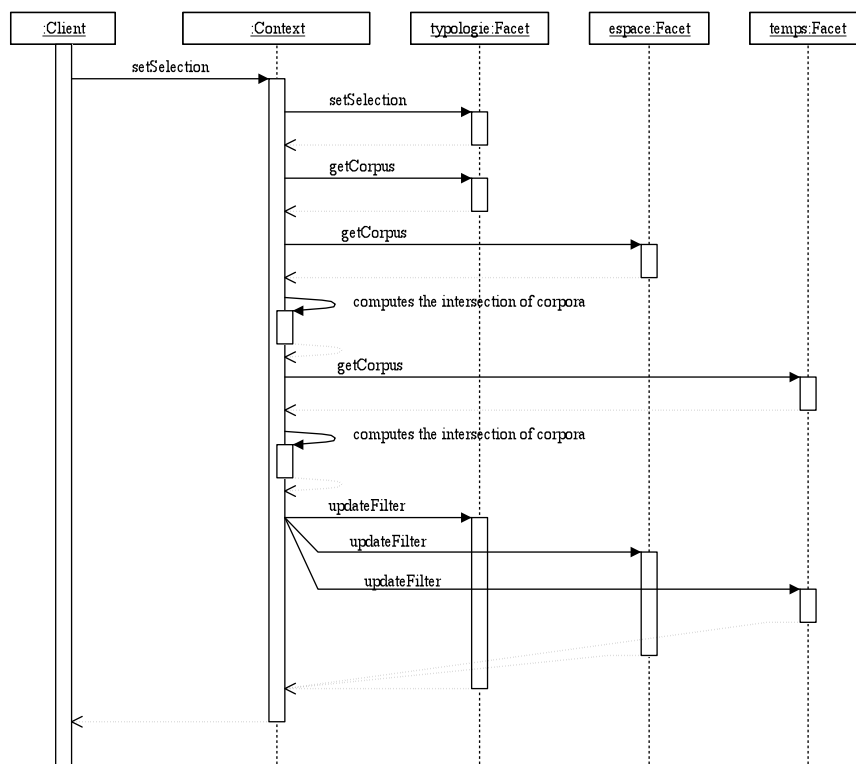 :Client
:Context
typologie:Facet
espace:Facet
temps:Facet
setSelection
setSelection
getCorpus
getCorpus
computes the intersection of corpora
getCorpus
computes the intersection of corpora
updateFilter
updateFilter
updateFilter